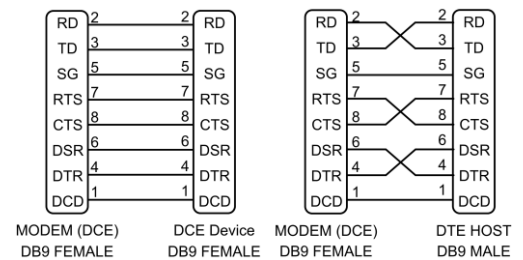 RD 2 2 RD
TD 3 3 TD
SG 5 5 SG
RTS 7 7 RTS
CTS 8 8 CTS
DSR 6 6 DSR
DTR 4 4 DTR
DCD 1 1 DCD
MODEM (DCE) DCE Device
DB9 FEMALE DB9 FEMALE
RD 2 2 RD
TD 3 3 TD
SG 5 5 SG
RTS 7 7 RTS
CTS 8 8 CTS
DSR 6 6 DSR
DTR 4 4 DTR
DCD 1 1 DCD
MODEM (DCE) DTE HOST
DB9 FEMALE DB9 MALE